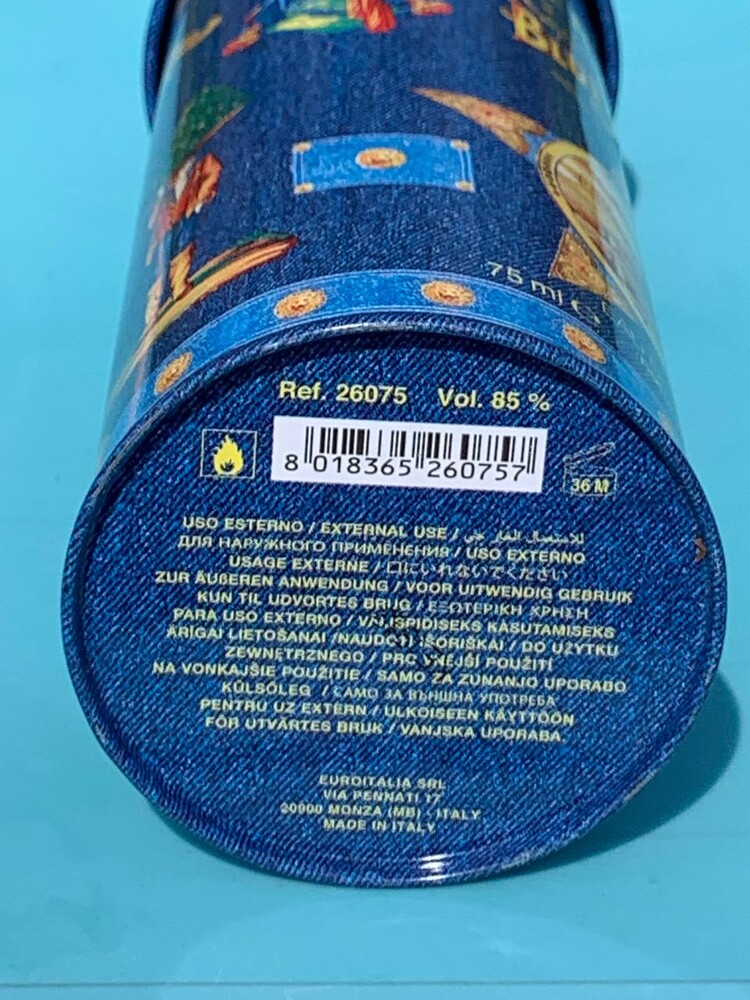 75 ml e
Ref. 26075 Vol. 85 %
8 018365 260757
36 M
USO ESTERNO / EXTERNAL USE / للاستعمال الخارجي
ДЛЯ НАРУЖНОГО ПРИМЕНЕНИЯ / USO EXTERNO
USAGE EXTERNE / 口にいれないでください
ZUR ÄUßEREN ANWENDUNG / VOOR UITWENDIG GEBRUIK
KUN TIL UDVORTES BRUG / ΕΞΩΤΕΡΙΚΗ ΧΡΗΣΗ
PARA USO EXTERNO / VÄLISPIDISEKS KASUTAMISEKS
ĀRĪGAI LIETOŠANAI /NAUDOTI IŠORIŠKAI / DO UŻYTKU
ZEWNĘTRZNEGO / PRO VNEJŠÍ POUŽITÍ
NA VONKAJŠIE POUŽITIE / SAMO ZA ZUNANJO UPORABO
KÜLSŐLEG / САМО ЗА ВЪНШНА УПОТРЕБА
PENTRU UZ EXTERN / ULKOISEEN KÄYTTÖÖN
FÖR UTVÄRTES BRUK / VANJSKA UPORABA.
EUROITALIA SRL
VIA PENNATI 17
20900 MONZA (MB) - ITALY
MADE IN ITALY